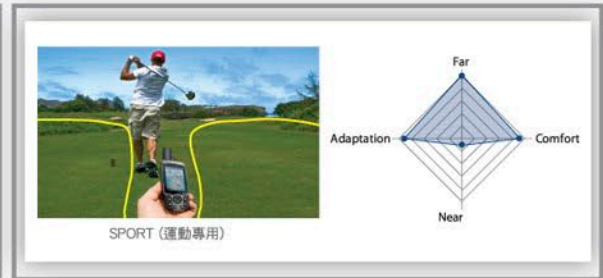 Far
Adaptation
Comfort
Near
SPORT (運動專用)